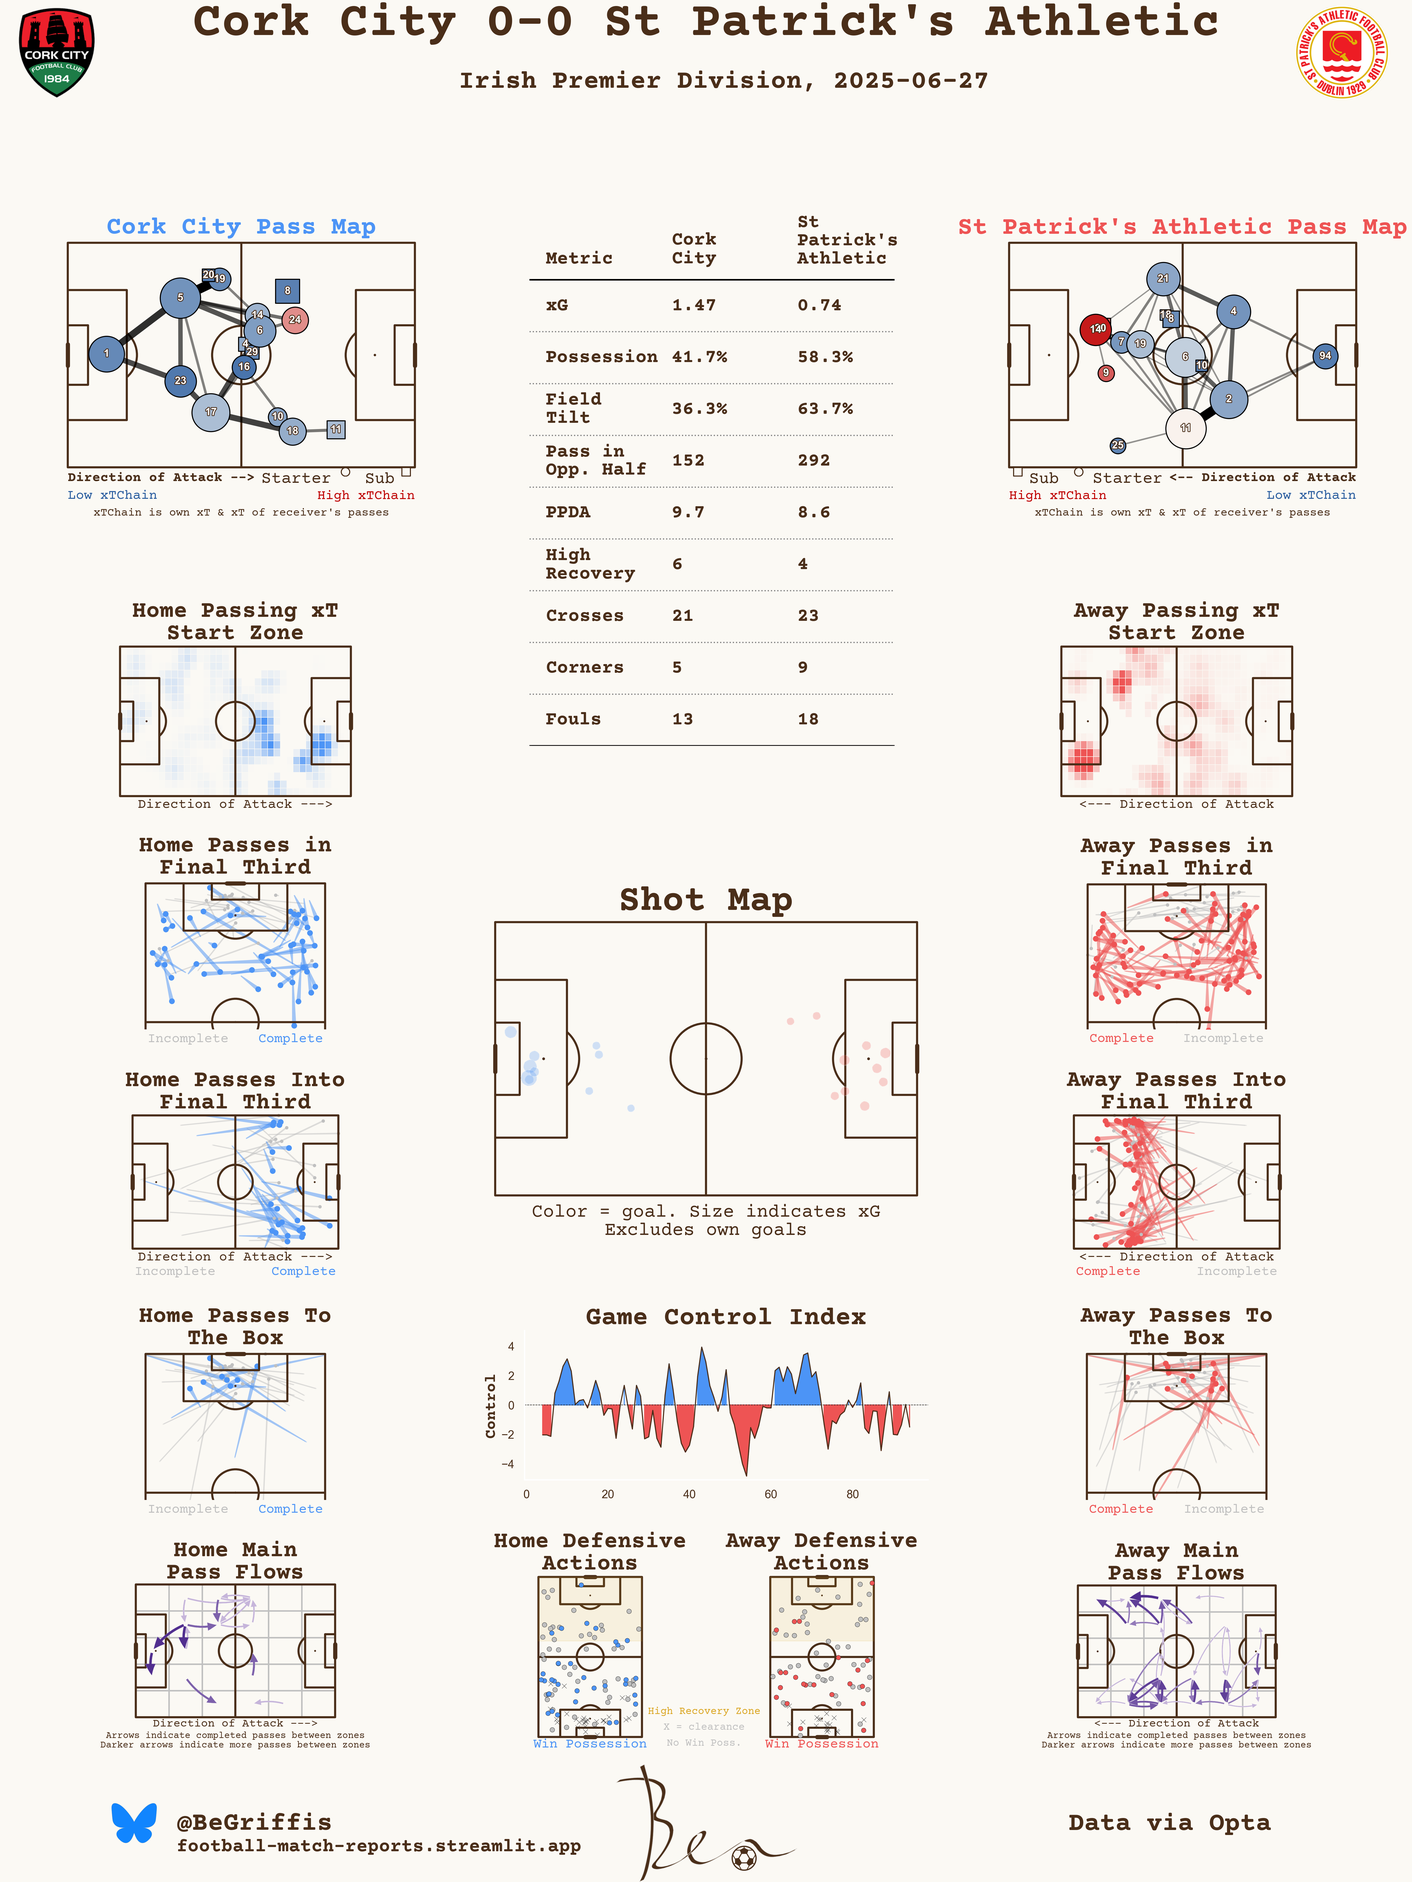 Cork City 0-0 St Patrick's Athletic
Irish Premier Division, 2025-06-27
CORK CITY
FOOTBALL CLUB
1984
ST PATRICK'S ATHLETIC FOOTBALL CLUB
DUBLIN 1929
Cork City Pass Map
20 19
8
5
14
24
6
4
1
29
16
23
17
10
18
11
Direction of Attack --> Starter Sub
Low xTChain High xTChain
xTChain is own xT & xT of receiver's passes
Metric Cork City St Patrick's Athletic
xG 1.47 0.74
Possession 41.7% 58.3%
Field Tilt 36.3% 63.7%
Pass in Opp. Half 152 292
PPDA 9.7 8.6
High Recovery 6 4
Crosses 21 23
Corners 5 9
Fouls 13 18
St Patrick's Athletic Pass Map
21
4
18
8
20
7
19
6
94
10
9
2
11
25
Sub Starter <-- Direction of Attack
High xTChain Low xTChain
xTChain is own xT & xT of receiver's passes
Home Passing xT
Start Zone
Direction of Attack --->
Away Passing xT
Start Zone
<--- Direction of Attack
Home Passes in
Final Third
Incomplete Complete
Away Passes in
Final Third
Complete Incomplete
Shot Map
Color = goal. Size indicates xG
Excludes own goals
Home Passes Into
Final Third
Direction of Attack --->
Incomplete Complete
Away Passes Into
Final Third
<--- Direction of Attack
Complete Incomplete
Home Passes To
The Box
Incomplete Complete
Game Control Index
Control
4
2
0
−2
−4
0 20 40 60 80
Away Passes To
The Box
Complete Incomplete
Home Main
Pass Flows
Direction of Attack --->
Arrows indicate completed passes between zones
Darker arrows indicate more passes between zones
Home Defensive
Actions
Win Possession
High Recovery Zone
X = clearance
No Win Poss.
Away Defensive
Actions
Win Possession
Away Main
Pass Flows
<--- Direction of Attack
Arrows indicate completed passes between zones
Darker arrows indicate more passes between zones
@BeGriffis
football-match-reports.streamlit.app
Ben
Data via Opta